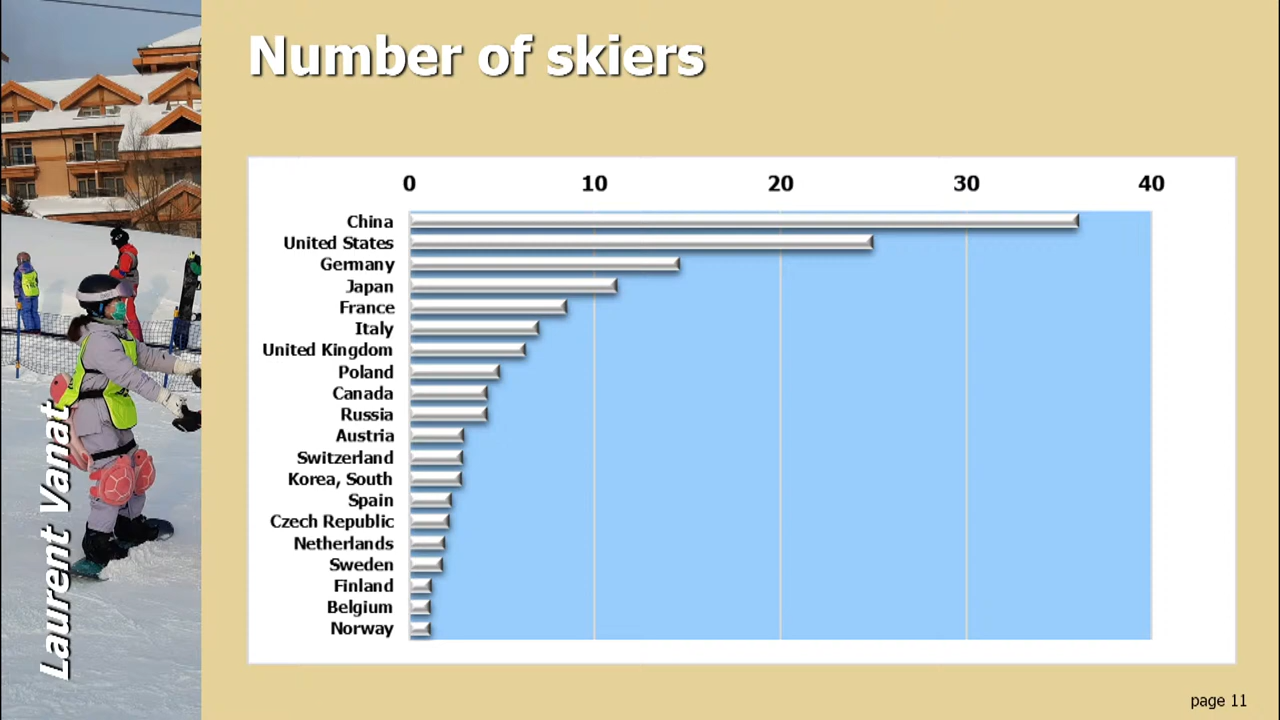 Number of skiers
0 10 20 30 40
China
United States
Germany
Japan
France
Italy
United Kingdom
Poland
Canada
Russia
Austria
Switzerland
Korea, South
Spain
Czech Republic
Netherlands
Sweden
Finland
Belgium
Norway
Laurent Vanat
page 11